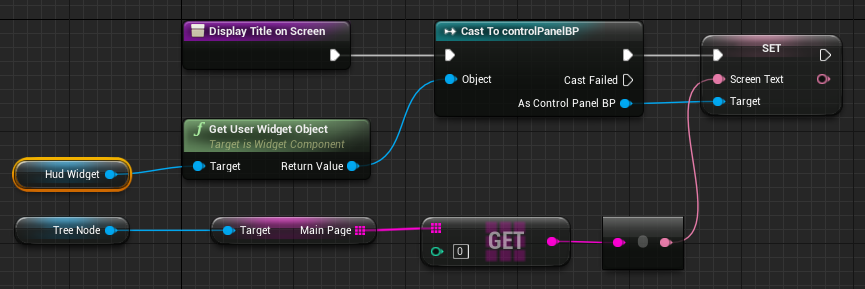 Display Title on Screen
Cast To controlPanelBP
SET
Object
Cast Failed
Screen Text
As Control Panel BP
Target
f Get User Widget Object
Target is Widget Component
Hud Widget
Target
Return Value
Tree Node
Target
Main Page
GET
0